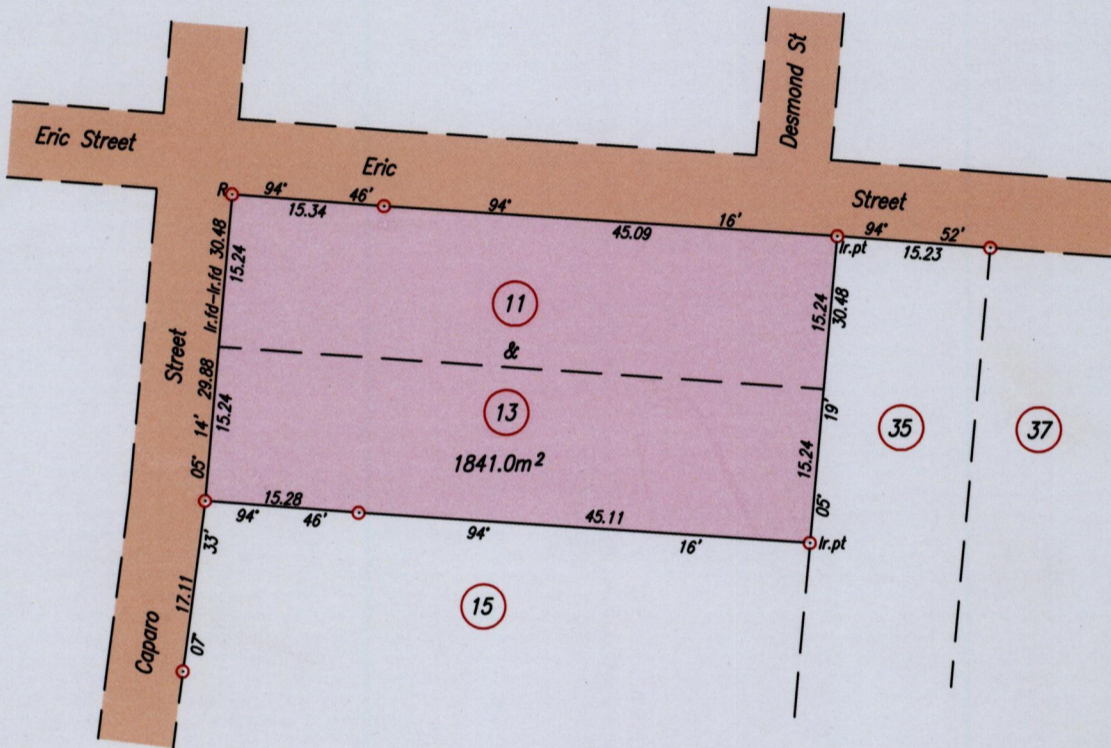 Desmond St
Eric Street
Eric
Street
R
94° 46'
15.34
94° 16'
45.09
94° 52'
15.23
Ir.pt
Ir.fd-Ir.fd 30.48
15.24
15.24
30.48
11
&
13
1841.0m²
35
37
Street
05° 14' 29.88
15.24
15.24
05° 19'
15.28
94° 46'
45.11
94° 16'
Ir.pt
15
Caparo
07° 33'
17.11